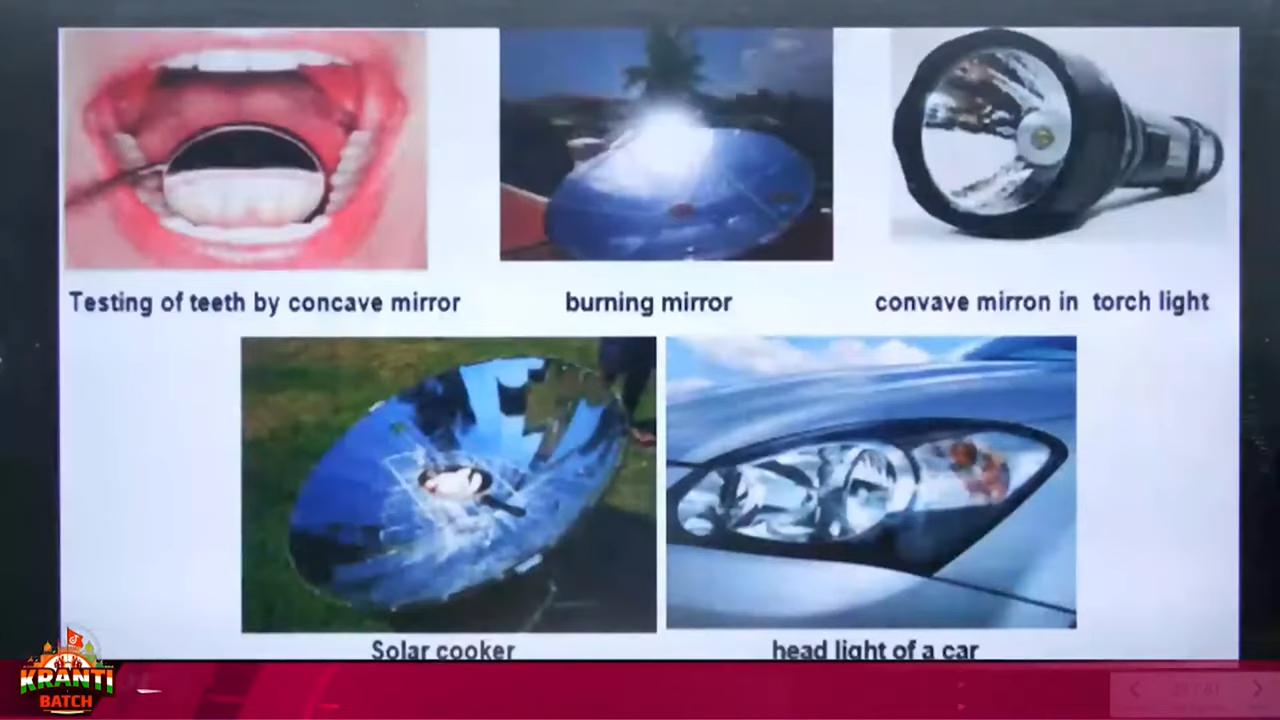 Testing of teeth by concave mirror
burning mirror
convave mirron in torch light
Solar cooker
head light of a car
KRANTI
BATCH